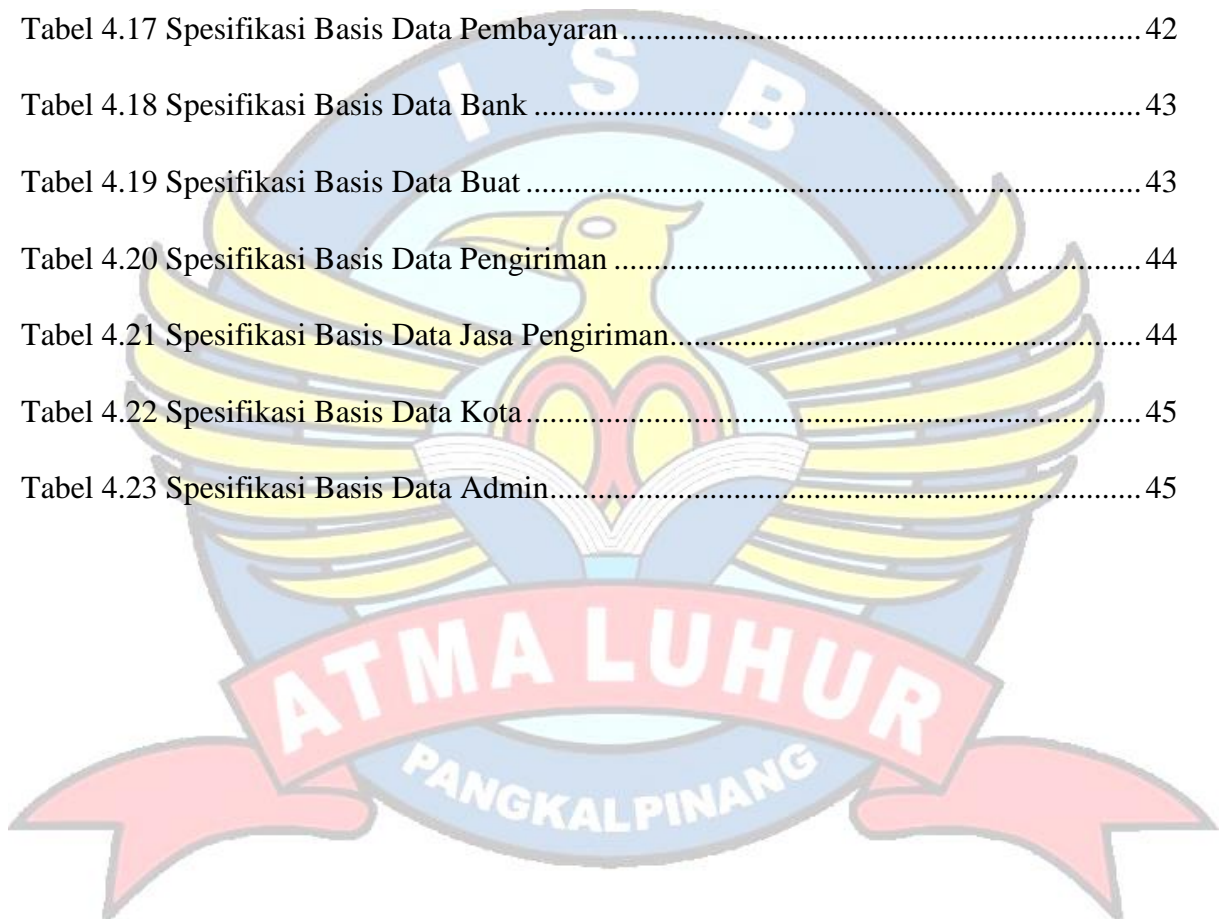 Tabel 4.17 Spesifikasi Basis Data Pembayaran.................................................................. 42
Tabel 4.18 Spesifikasi Basis Data Bank ............................................................................. 43
Tabel 4.19 Spesifikasi Basis Data Buat .............................................................................. 43
Tabel 4.20 Spesifikasi Basis Data Pengiriman ................................................................... 44
Tabel 4.21 Spesifikasi Basis Data Jasa Pengiriman............................................................ 44
Tabel 4.22 Spesifikasi Basis Data Kota .............................................................................. 45
Tabel 4.23 Spesifikasi Basis Data Admin........................................................................... 45
I S B
ATMA LUHUR
PANGKALPINANG